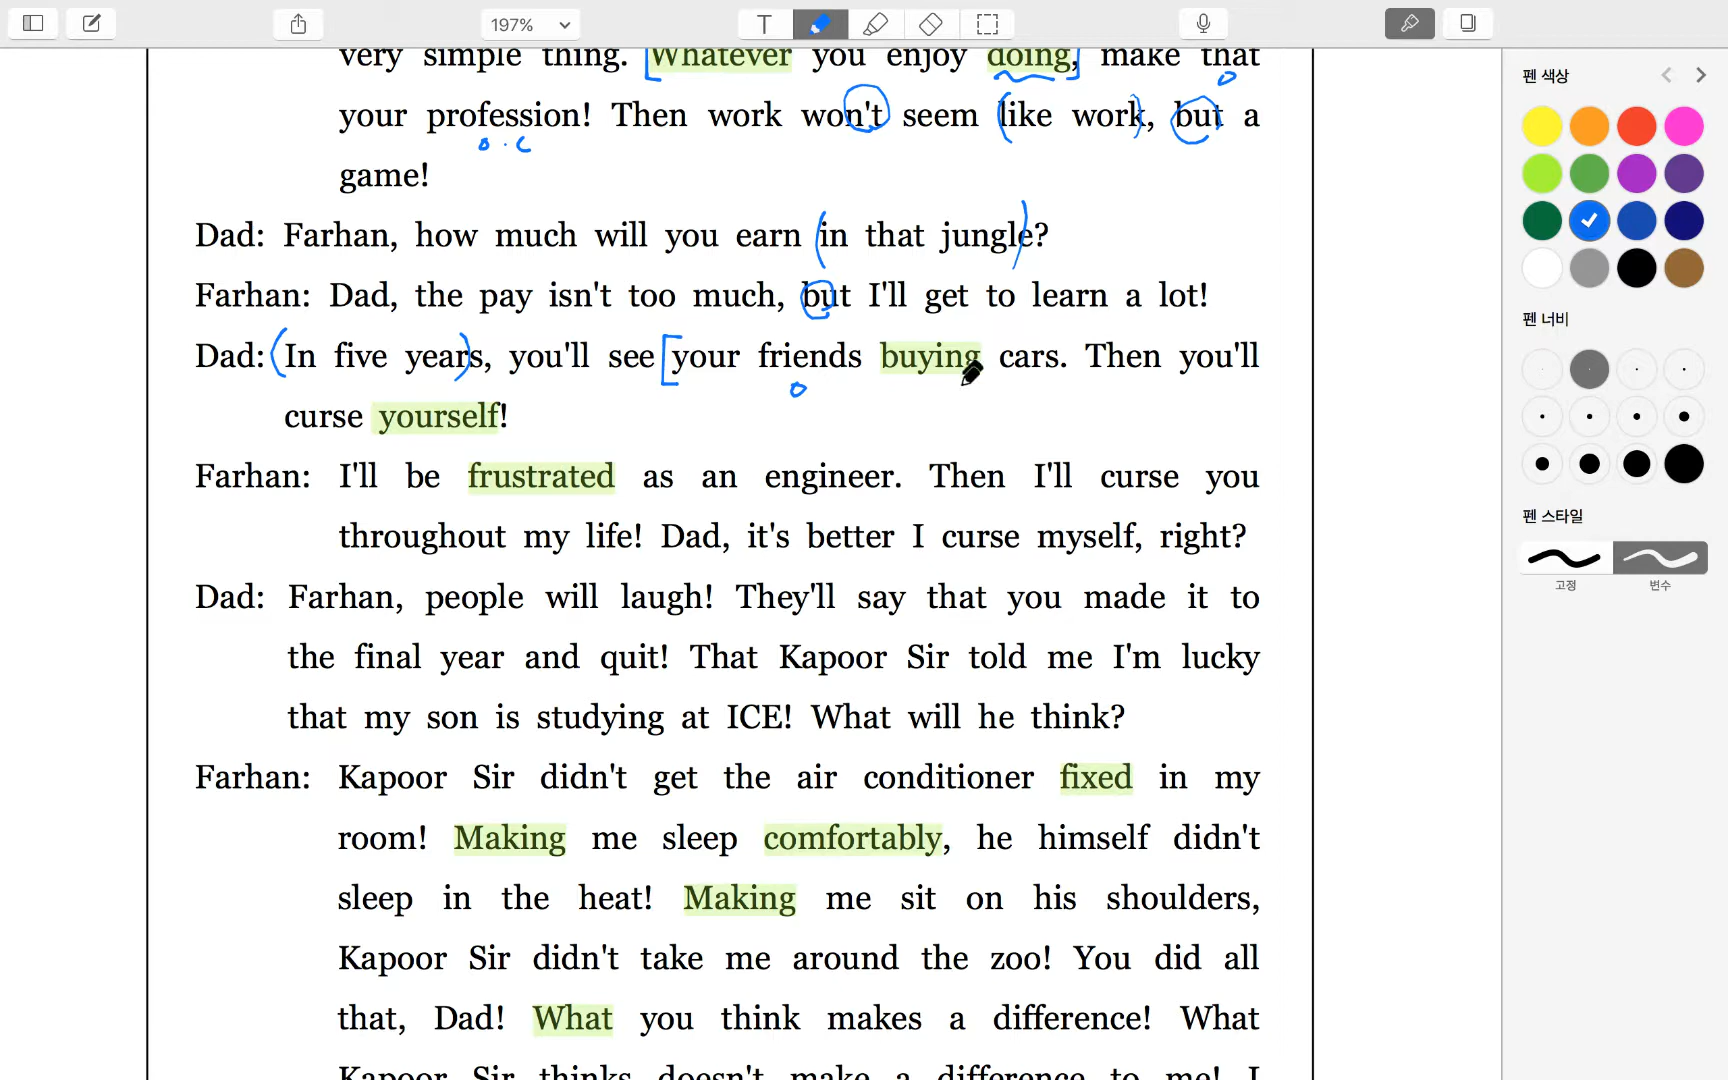 197%
T
very simple thing. [Whatever you enjoy doing,] make that
o
your profession! Then work won't seem (like work), but a
o.c
game!
Dad: Farhan, how much will you earn (in that jungle)?
Farhan: Dad, the pay isn't too much, but I'll get to learn a lot!
Dad: (In five years), you'll see [your friends buying cars. Then you'll
o
curse yourself!
Farhan: I'll be frustrated as an engineer. Then I'll curse you
throughout my life! Dad, it's better I curse myself, right?
Dad: Farhan, people will laugh! They'll say that you made it to
the final year and quit! That Kapoor Sir told me I'm lucky
that my son is studying at ICE! What will he think?
Farhan: Kapoor Sir didn't get the air conditioner fixed in my
room! Making me sleep comfortably, he himself didn't
sleep in the heat! Making me sit on his shoulders,
Kapoor Sir didn't take me around the zoo! You did all
that, Dad! What you think makes a difference! What
Kapoor Sir thinks doesn't make a difference to me! I
펜 색상
펜 너비
펜 스타일
고정
변수